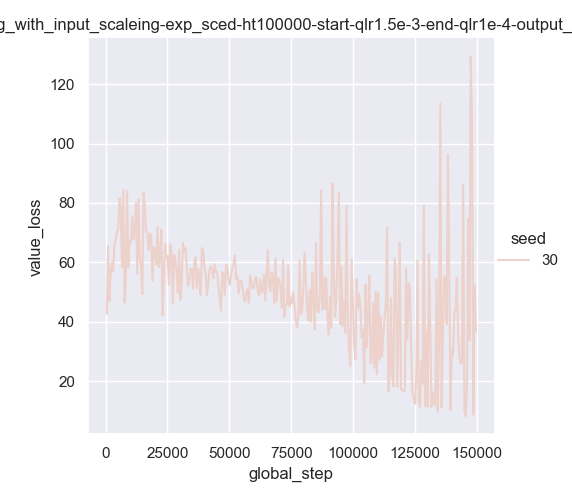 g_with_input_scaleing-exp_sced-ht100000-start-qlr1.5e-3-end-qlr1e-4-output_
120
100
80
60
40
20
value_loss
seed
30
0 25000 50000 75000 100000 125000 150000
global_step